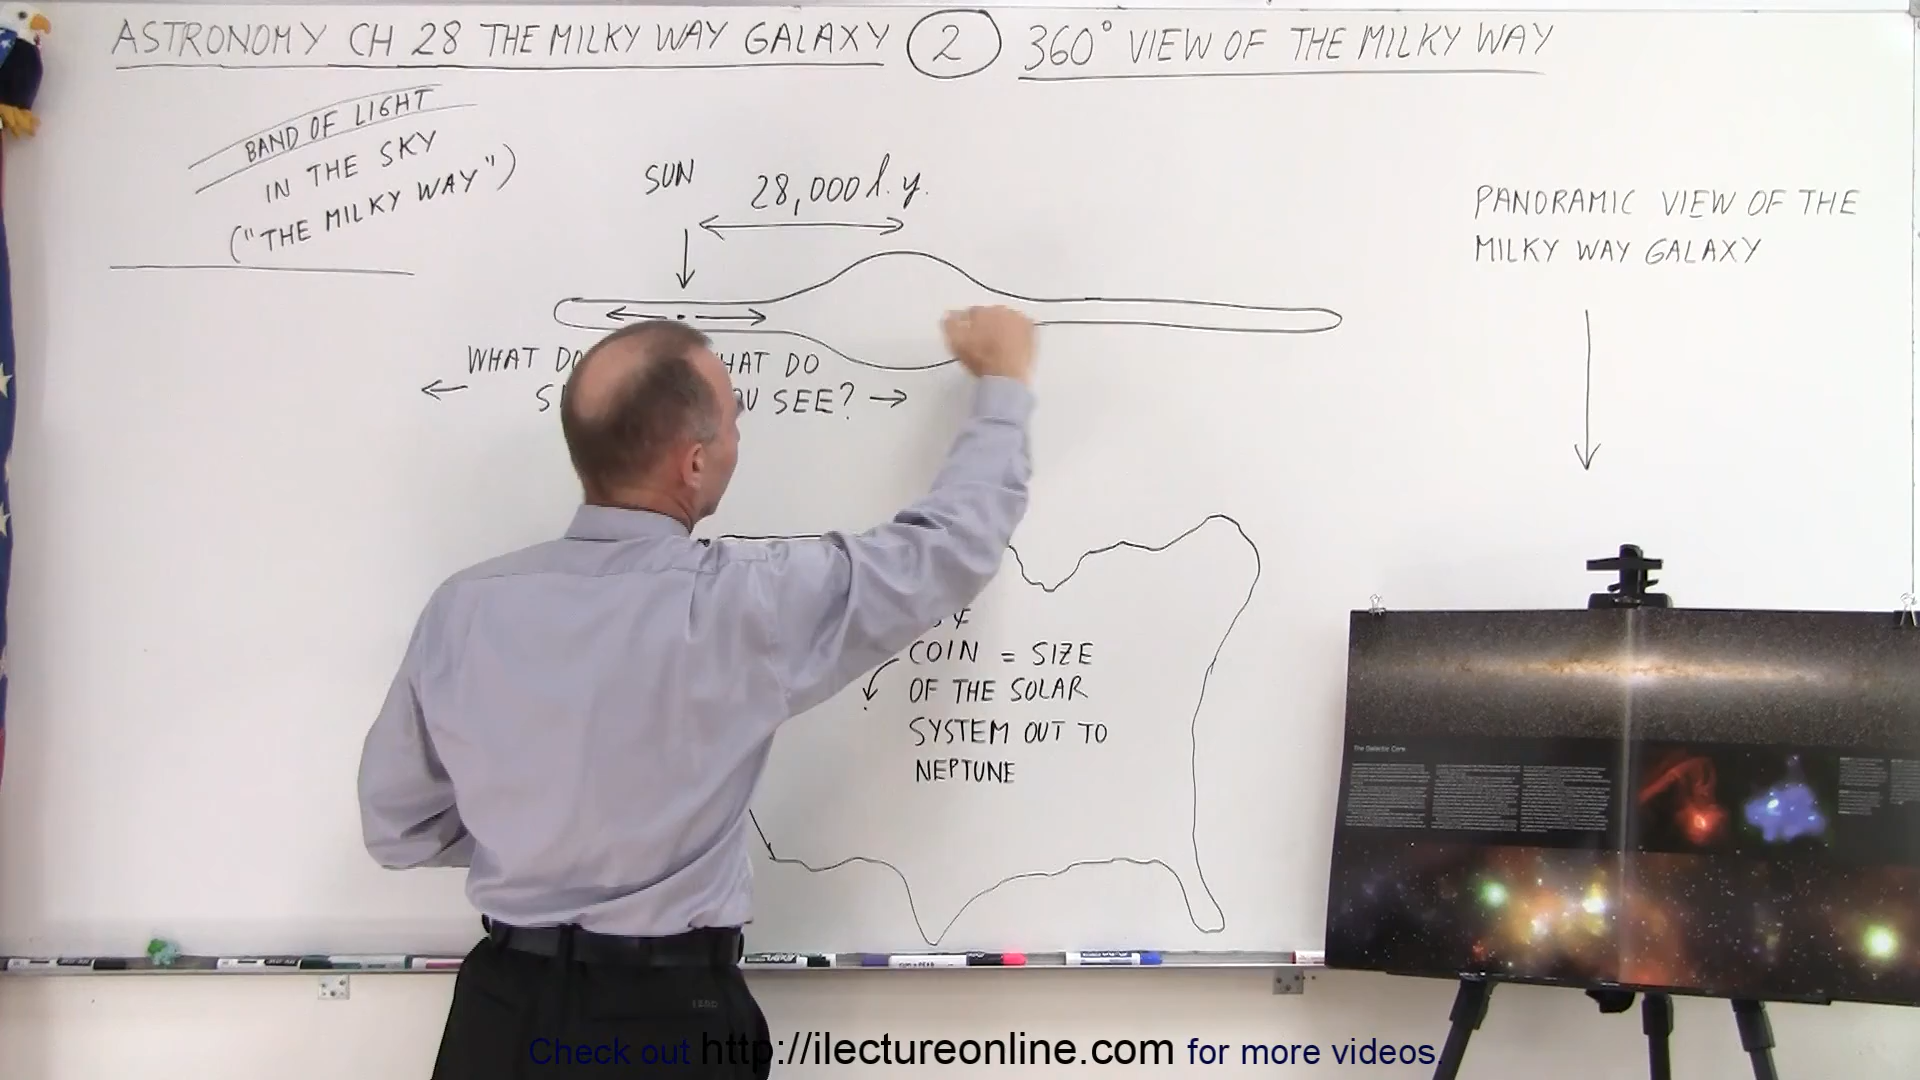 ASTRONOMY CH 28 THE MILKY WAY GALAXY 2 360° VIEW OF THE MILKY WAY
BAND OF LIGHT
IN THE SKY
("THE MILKY WAY")
SUN
28,000 l.y.
PANORAMIC VIEW OF THE
MILKY WAY GALAXY
WHAT DO
WHAT DO
SEE?
¢
COIN = SIZE
OF THE SOLAR
SYSTEM OUT TO
NEPTUNE
The Galactic Core
Check out http://ilectureonline.com for more videos.